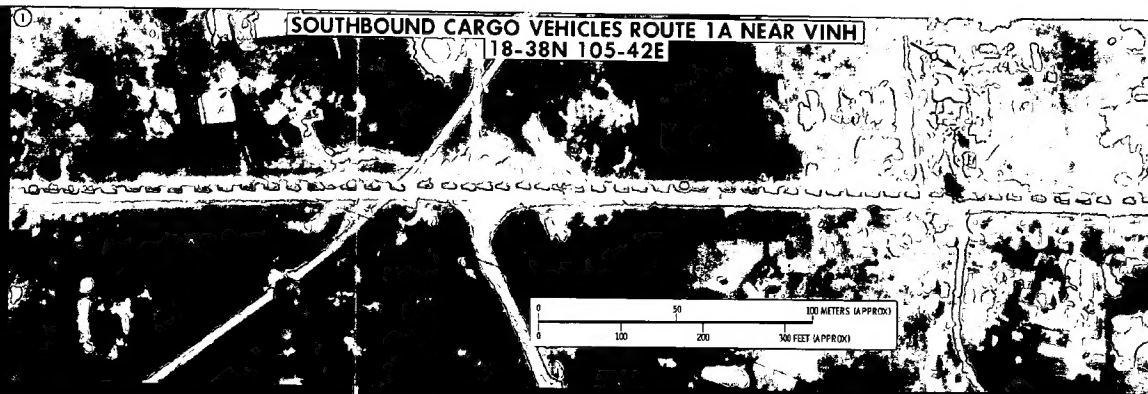 1
SOUTHBOUND CARGO VEHICLES ROUTE 1A NEAR VINH
18-38N 105-42E
0 50 100 METERS (APPROX)
0 100 200 300 FEET (APPROX)